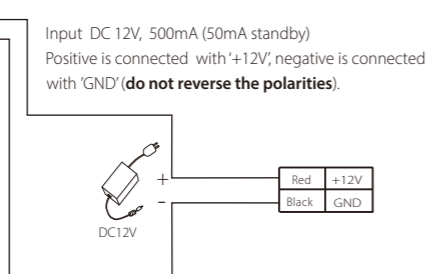 Input DC 12V, 500mA (50mA standby)
Positive is connected with ‘+12V’, negative is connected
with ‘GND’ (do not reverse the polarities).
+ Red +12V
- Black GND
DC12V